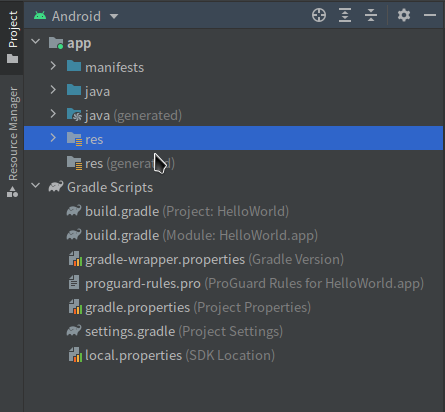 Project
Resource Manager
Android
app
manifests
java
java (generated)
res
res (generated)
Gradle Scripts
build.gradle (Project: HelloWorld)
build.gradle (Module: HelloWorld.app)
gradle-wrapper.properties (Gradle Version)
proguard-rules.pro (ProGuard Rules for HelloWorld.app)
gradle.properties (Project Properties)
settings.gradle (Project Settings)
local.properties (SDK Location)